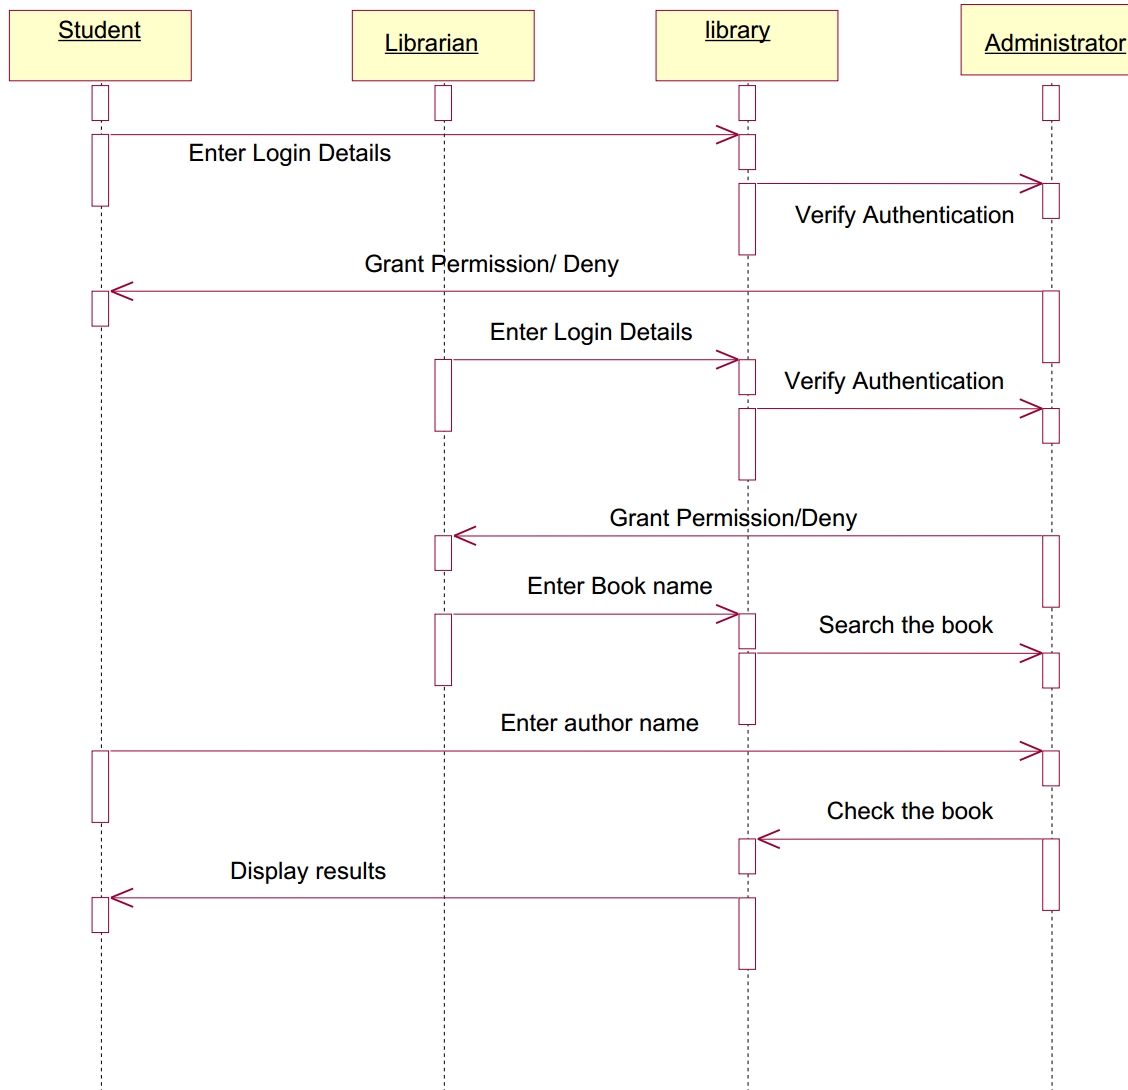 Student
Librarian
library
Administrator
Enter Login Details
Verify Authentication
Grant Permission/ Deny
Enter Login Details
Verify Authentication
Grant Permission/Deny
Enter Book name
Search the book
Enter author name
Check the book
Display results